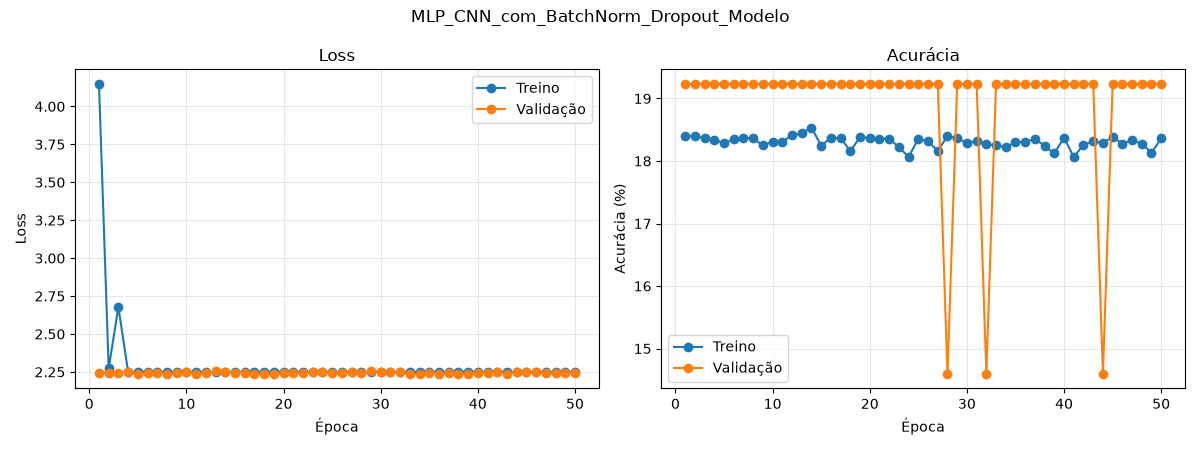 MLP_CNN_com_BatchNorm_Dropout_Modelo
Loss
Treino
Validação
4.00
3.75
3.50
3.25
3.00
2.75
2.50
2.25
Loss
0
10
20
30
40
50
Época
Acurácia
19
18
17
16
15
Acurácia (%)
Treino
Validação
0
10
20
30
40
50
Época